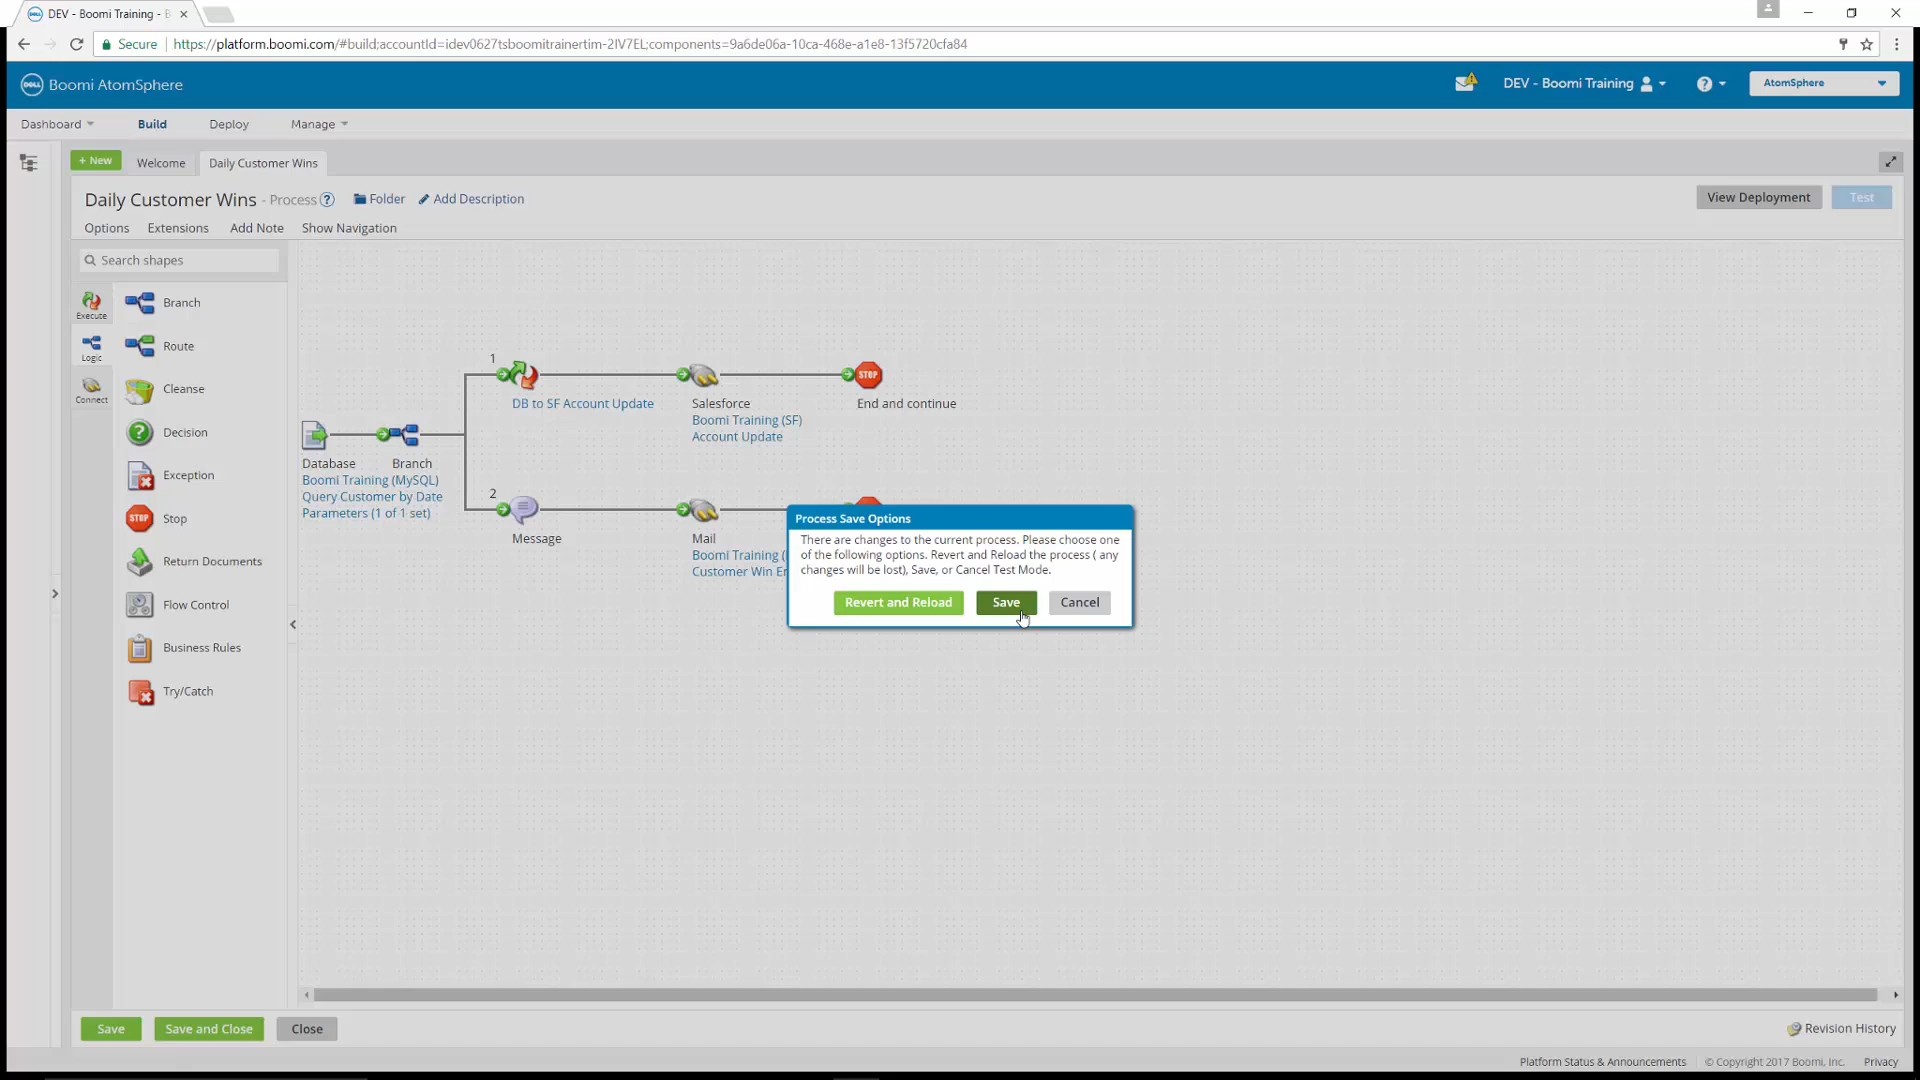 DEV - Boomi Training - B
Secure
https://platform.boomi.com/#build;accountId=idev0627tsboomitrainertim-2IV7EL;components=9a6de06a-10ca-468e-a1e8-13f5720cfa84
DELL Boomi AtomSphere
DEV - Boomi Training
AtomSphere
Dashboard
Build
Deploy
Manage
+ New
Welcome
Daily Customer Wins
Daily Customer Wins - Process
Folder
Add Description
View Deployment
Test
Options
Extensions
Add Note
Show Navigation
Search shapes
Execute
Logic
Connect
Branch
Route
Cleanse
Decision
Exception
STOP
Stop
Return Documents
Flow Control
Business Rules
Try/Catch
Database
Boomi Training (MySQL)
Query Customer by Date
Parameters (1 of 1 set)
Branch
1
DB to SF Account Update
Salesforce
Boomi Training (SF)
Account Update
STOP
End and continue
2
Message
Mail
Boomi Training (
Customer Win Em
Process Save Options
There are changes to the current process. Please choose one
of the following options. Revert and Reload the process ( any
changes will be lost), Save, or Cancel Test Mode.
Revert and Reload
Save
Cancel
Save
Save and Close
Close
Revision History
Platform Status & Announcements
© Copyright 2017 Boomi, Inc.
Privacy